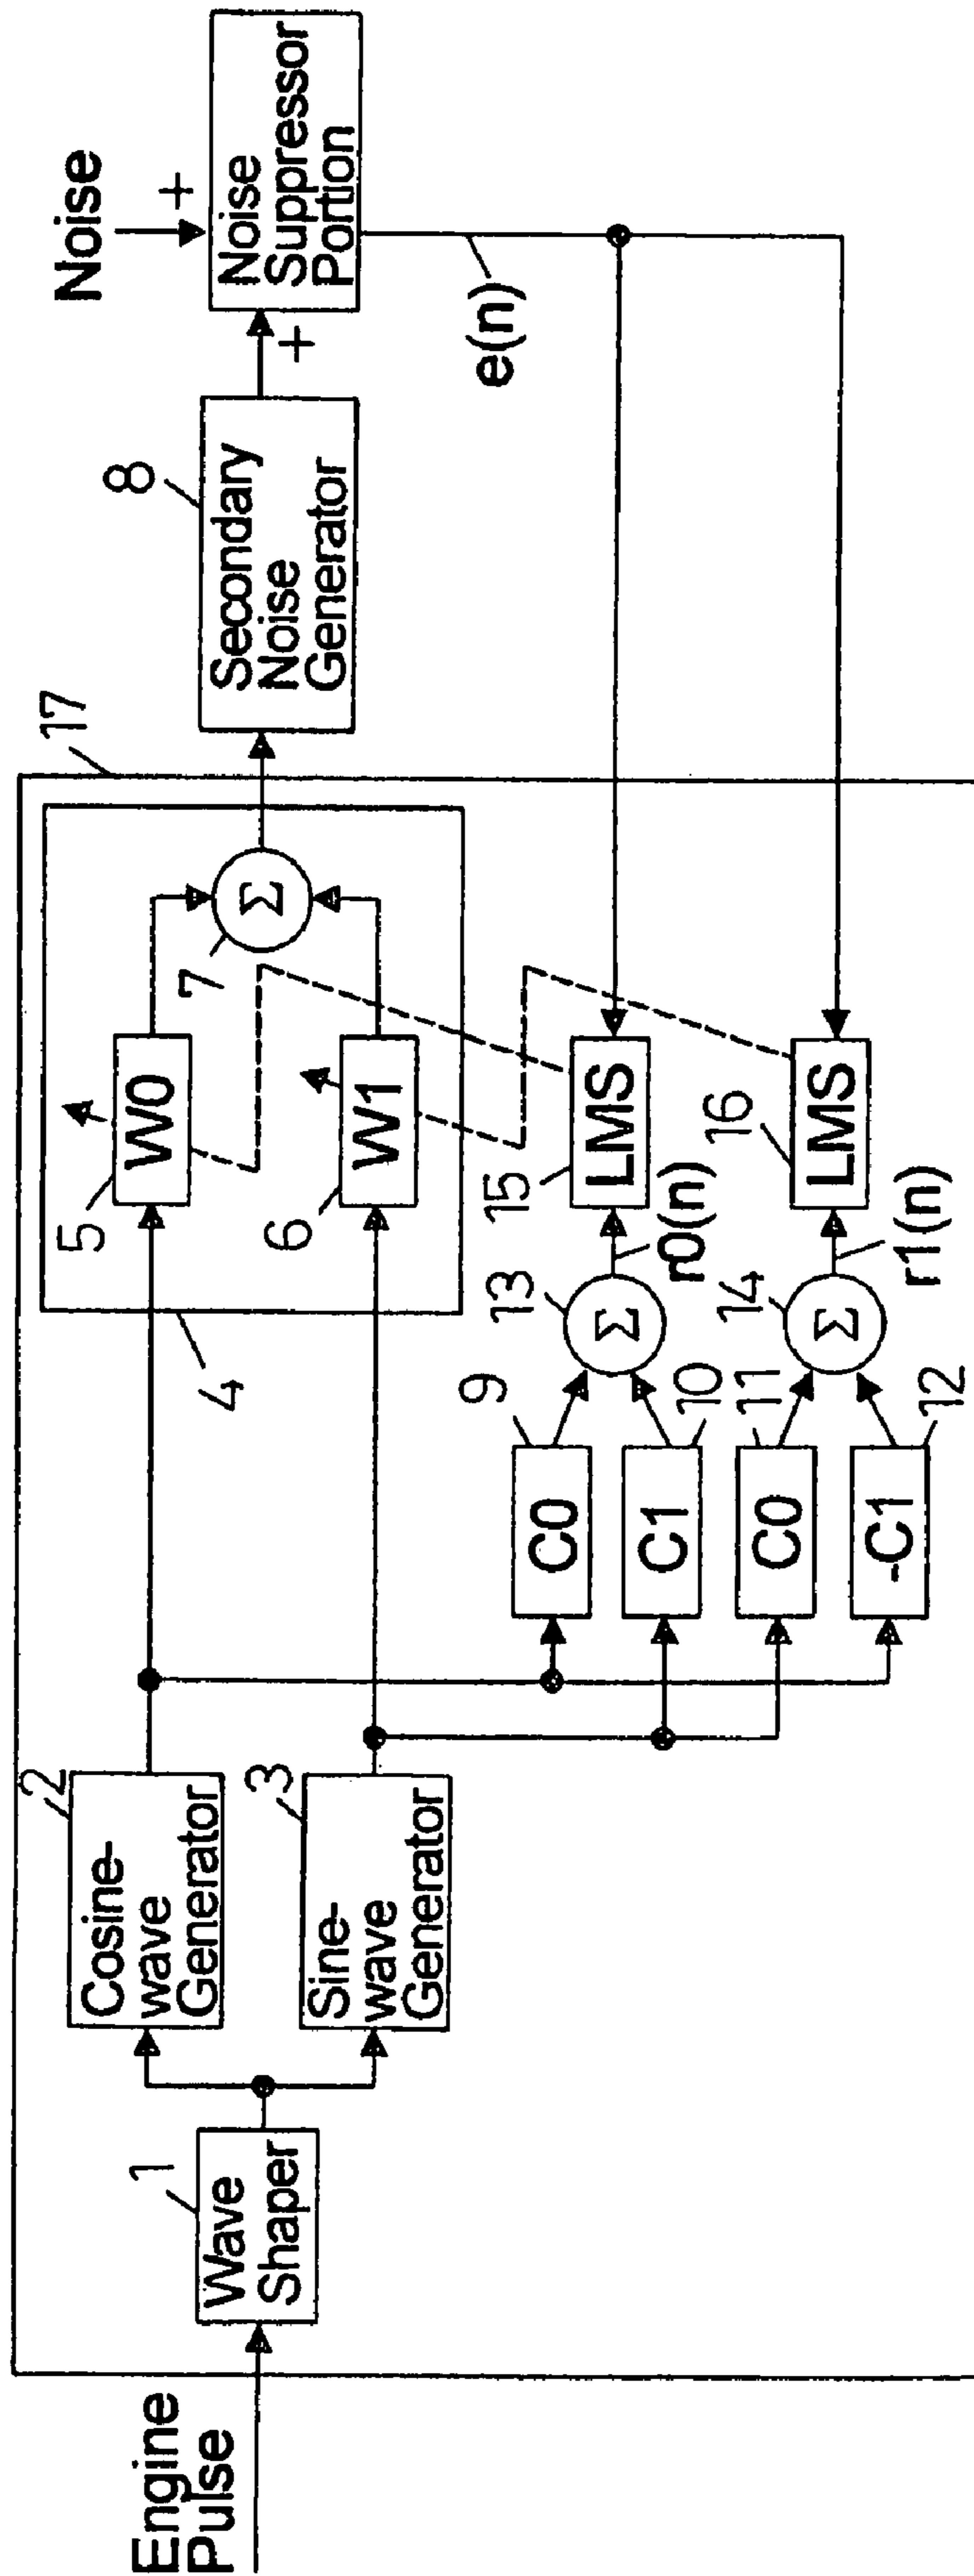 Engine
Pulse
1
Wave
Shaper
2
Cosine-
wave
Generator
3
Sine-
wave
Generator
4
5
W0
6
W1
7
Σ
17
8
Secondary
Noise
Generator
+
Noise
+
Noise
Suppressor
Portion
e(n)
9
C0
10
C1
11
C0
12
-C1
13
Σ
14
Σ
r0(n)
r1(n)
15
LMS
16
LMS